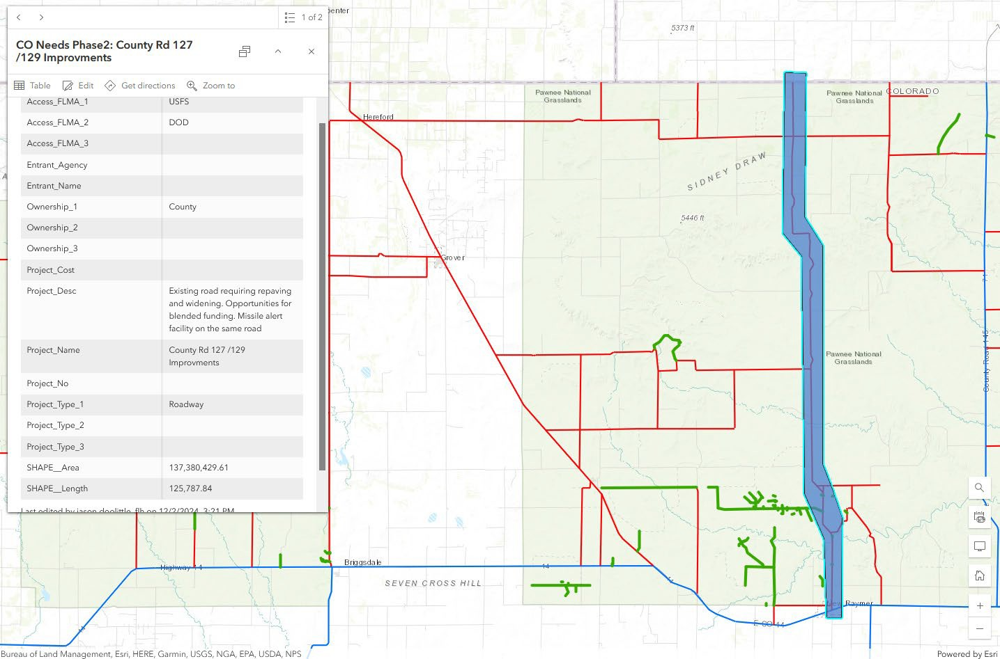 1 of 2
CO Needs Phase2: County Rd 127
/129 Improvments
Table
Edit
Get directions
Zoom to
Access_FLMA_1 USFS
Access_FLMA_2 DOD
Access_FLMA_3
Entrant_Agency
Entrant_Name
Ownership_1 County
Ownership_2
Ownership_3
Project_Cost
Project_Desc Existing road requiring repaving
and widening. Opportunities for
blended funding. Missile alert
facility on the same road
Project_Name County Rd 127 /129
Improvments
Project_No
Project_Type_1 Roadway
Project_Type_2
Project_Type_3
SHAPE__Area 137,380,429.61
SHAPE__Length 125,787.84
Last edited by jason.doolittle_flh on 12/2/2024, 3:21 PM
5373 ft
Pawnee National
Grasslands
Pawnee National
Grasslands
COLORADO
Hereford
SIDNEY DRAW
5446 ft
Grover
Pawnee National
Grasslands
County Road 145
71
Highway 14
Briggsdale
14
SEVEN CROSS HILL
New Raymer
E-CO-14
Bureau of Land Management, Esri, HERE, Garmin, USGS, NGA, EPA, USDA, NPS
Powered by Esri